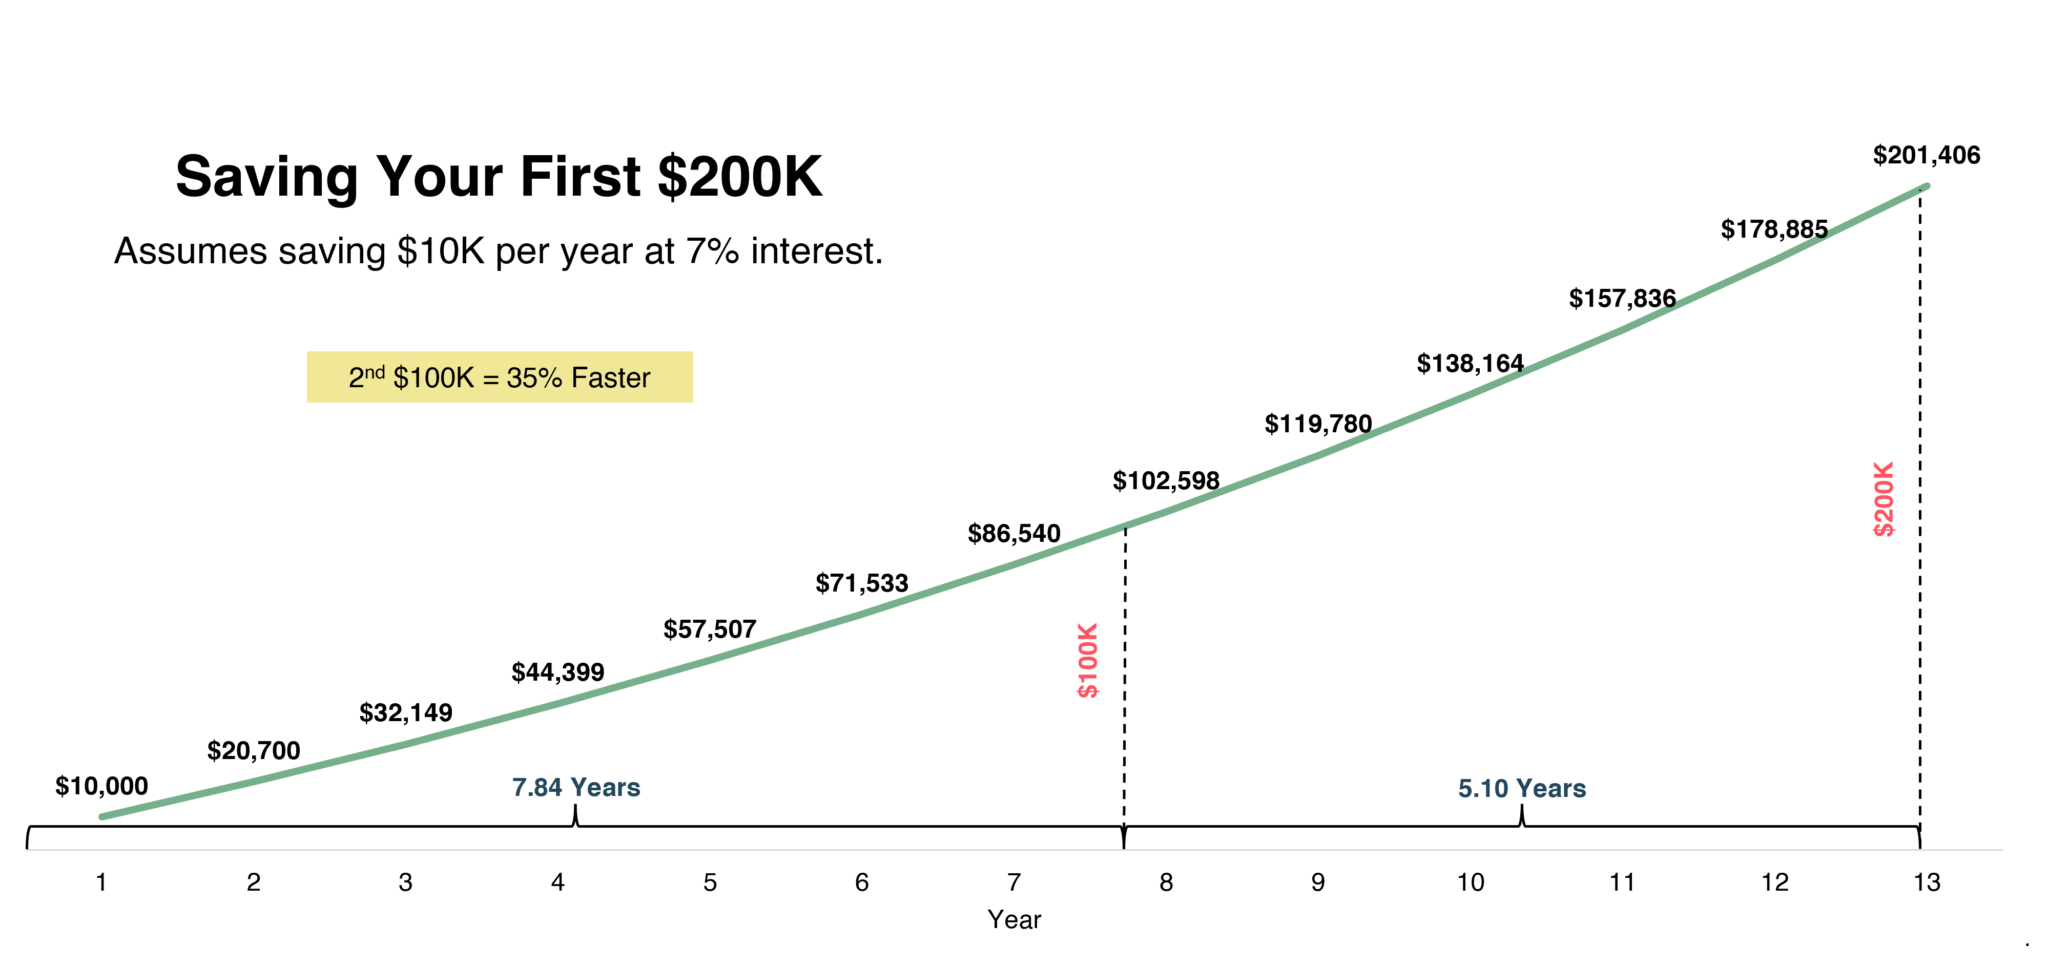 Saving Your First $200K
Assumes saving $10K per year at 7% interest.
2nd $100K = 35% Faster
$10,000
$20,700
$32,149
$44,399
$57,507
$71,533
$86,540
$102,598
$119,780
$138,164
$157,836
$178,885
$201,406
$100K
$200K
7.84 Years
5.10 Years
1 2 3 4 5 6 7 8 9 10 11 12 13
Year